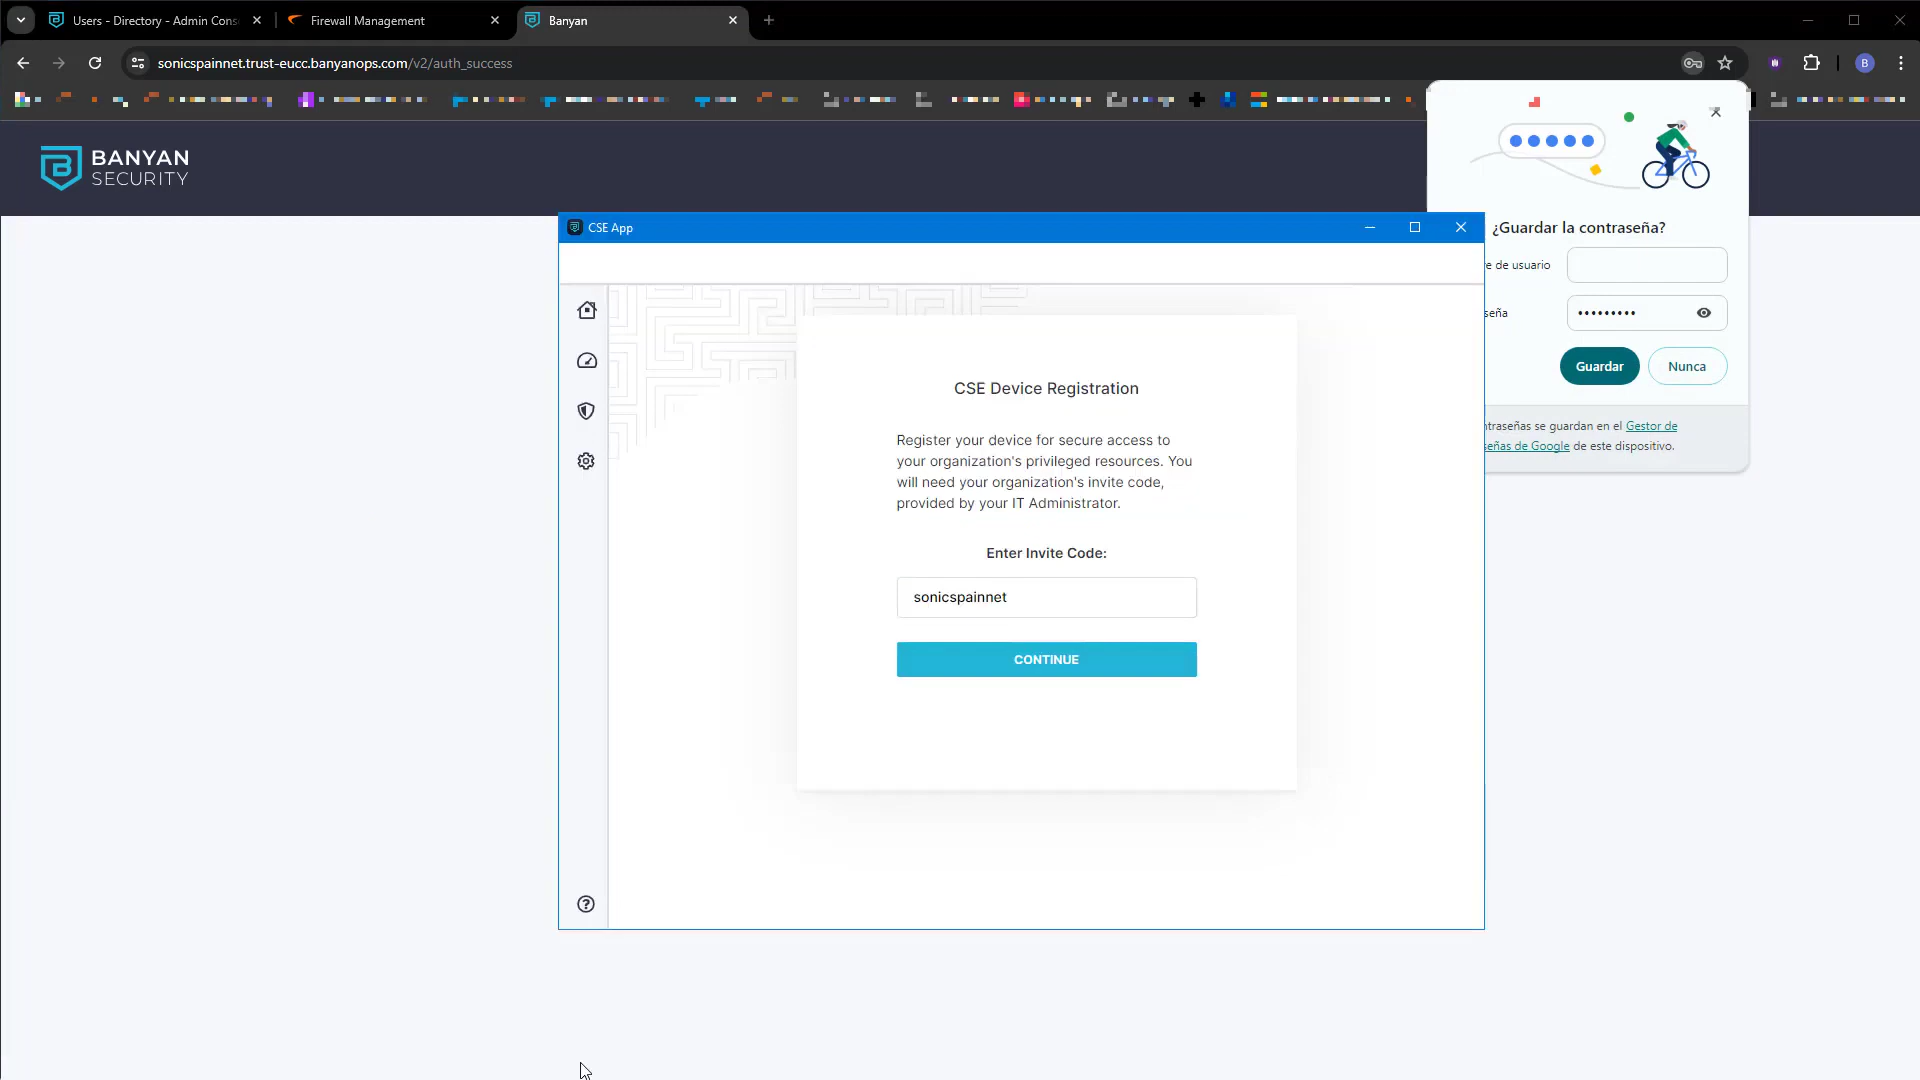 Users - Directory - Admin Cons
Firewall Management
Banyan
sonicspainnet.trust-eucc.banyanops.com/v2/auth_success
B
BANYAN
SECURITY
CSE App
¿Guardar la contraseña?
e de usuario
seña
•••••••••
Guardar
Nunca
ntraseñas se guardan en el Gestor de
señas de Google de este dispositivo.
CSE Device Registration
Register your device for secure access to
your organization's privileged resources. You
will need your organization's invite code,
provided by your IT Administrator.
Enter Invite Code:
sonicspainnet
CONTINUE